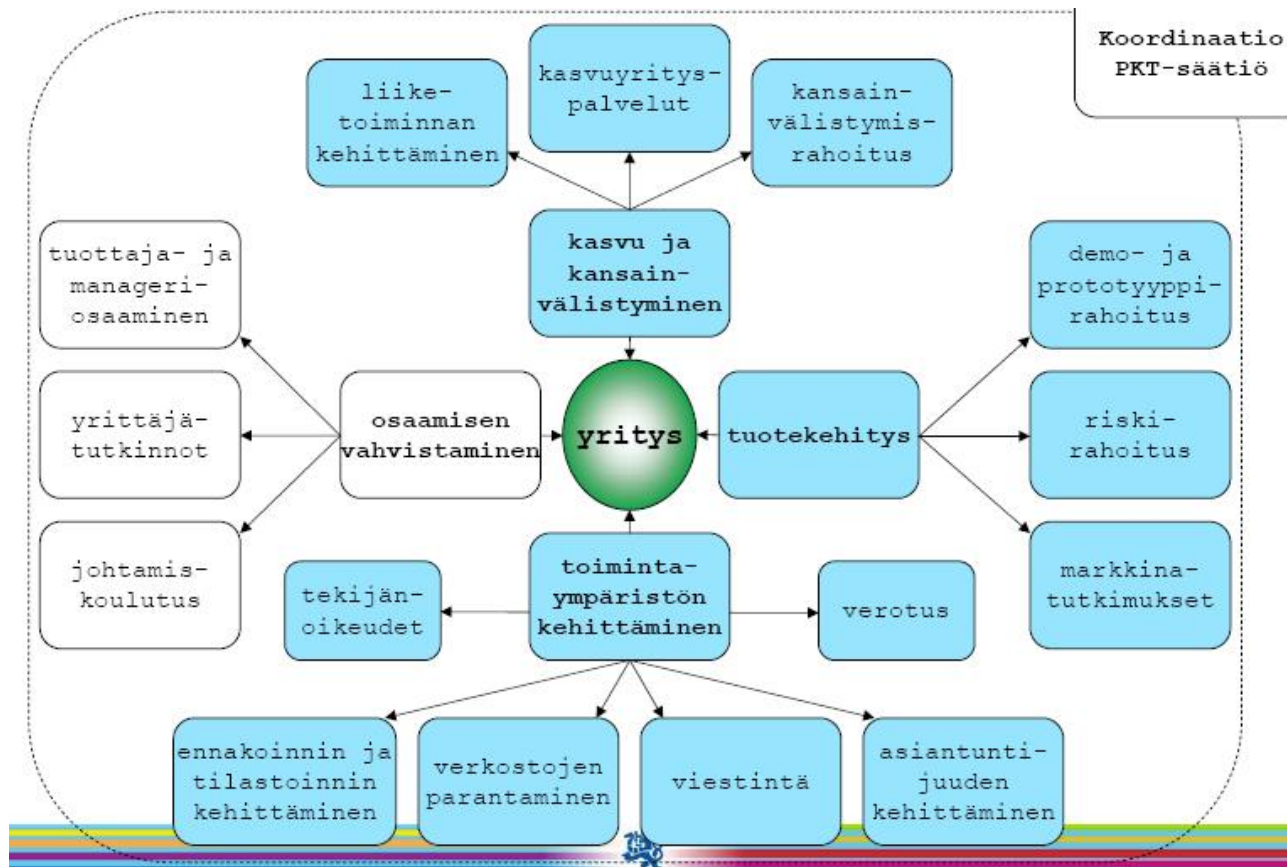 Koordinaatio
PKT-säätiö
liike-
toiminnan
kehittäminen
kasvuyritys-
palvelut
kansain-
välistymis-
rahoitus
kasvu ja
kansain-
välistyminen
tuottaja- ja
manageri-
osaaminen
yrittäjä-
tutkinnot
johtamis-
koulutus
osaamisen
vahvistaminen
yritys
tuotekehitys
demo- ja
prototyyppi-
rahoitus
riski-
rahoitus
markkina-
tutkimukset
toiminta-
ympäristön
kehittäminen
tekijän-
oikeudet
verotus
ennakoinnin ja
tilastoinnin
kehittäminen
verkostojen
parantaminen
viestintä
asiantunti-
juuden
kehittäminen